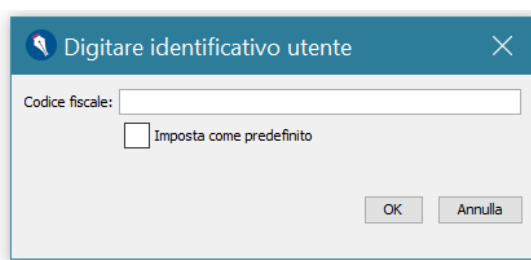 Digitare identificativo utente
Codice fiscale:
Imposta come predefinito
OK Annulla